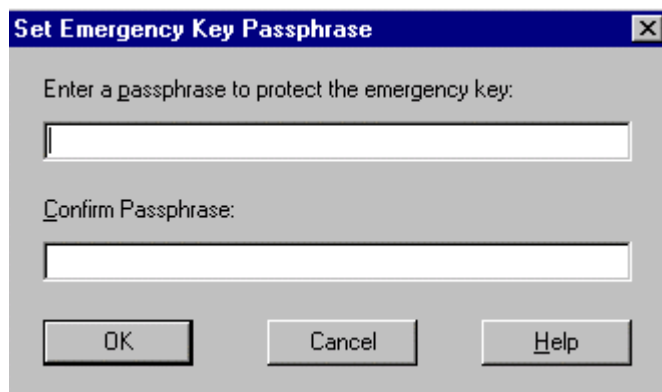 Set Emergency Key Passphrase
Enter a passphrase to protect the emergency key:
Confirm Passphrase:
OK Cancel Help